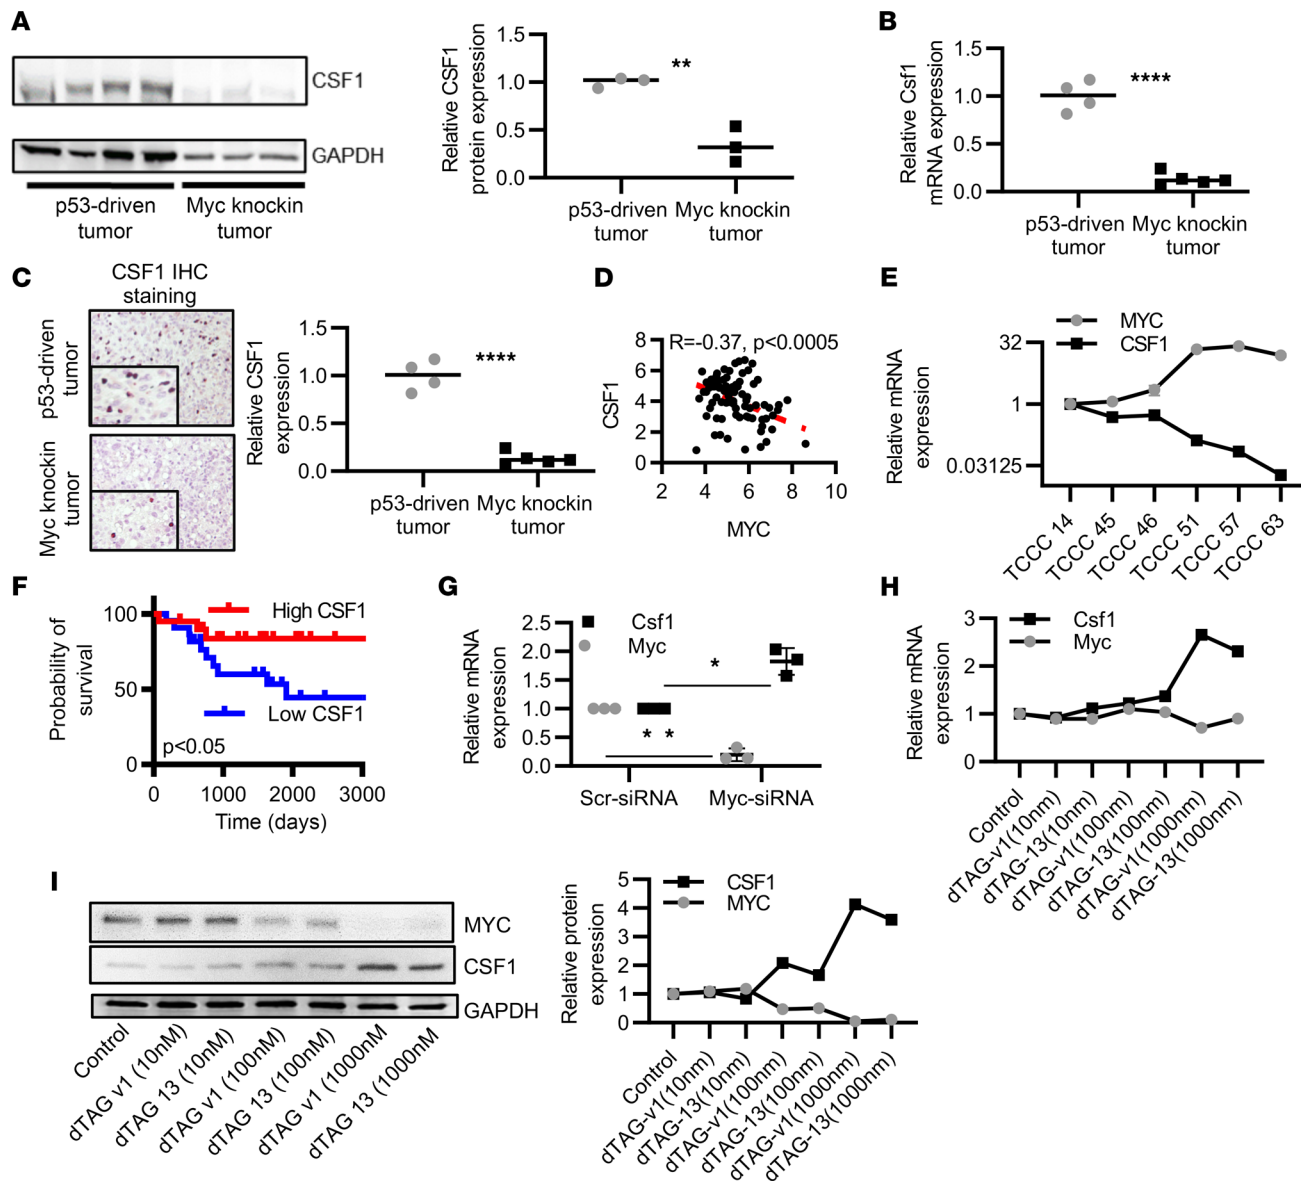 A
CSF1
GAPDH
p53-driven
tumor
Myc knockin
tumor
Relative CSF1
protein expression
1.5
1.0
0.5
0.0
**
p53-driven
tumor
Myc knockin
tumor
B
Relative Csf1
mRNA expression
1.5
1.0
0.5
0.0
****
p53-driven
tumor
Myc knockin
tumor
C
CSF1 IHC
staining
p53-driven
tumor
Myc knockin
tumor
Relative CSF1
expression
1.5
1.0
0.5
0.0
****
p53-driven
tumor
Myc knockin
tumor
D
R=-0.37, p<0.0005
CSF1
8
6
4
2
0
2 4 6 8 10
MYC
E
MYC
CSF1
Relative mRNA
expression
32
1
0.03125
TCCC 14
TCCC 45
TCCC 46
TCCC 51
TCCC 57
TCCC 63
F
Probability of
survival
100
50
0
High CSF1
Low CSF1
p<0.05
0 1000 2000 3000
Time (days)
G
Relative mRNA
expression
2.5
2.0
1.5
1.0
0.5
0.0
Csf1
Myc
*
* *
Scr-siRNA
Myc-siRNA
H
Csf1
Myc
Relative mRNA
expression
3
2
1
0
Control
dTAG-v1(10nm)
dTAG-13(10nm)
dTAG-v1(100nm)
dTAG-13(100nm)
dTAG-v1(1000nm)
dTAG-13(1000nm)
I
MYC
CSF1
GAPDH
Control
dTAG v1 (10nM)
dTAG 13 (10nM)
dTAG v1 (100nM)
dTAG 13 (100nM)
dTAG v1 (1000nM
dTAG 13 (1000nM
Relative protein
expression
5
4
3
2
1
0
CSF1
MYC
Control
dTAG-v1(10nm)
dTAG-13(10nm)
dTAG-v1(100nm)
dTAG-13(100nm)
dTAG-v1(1000nm)
dTAG-13(1000nm)